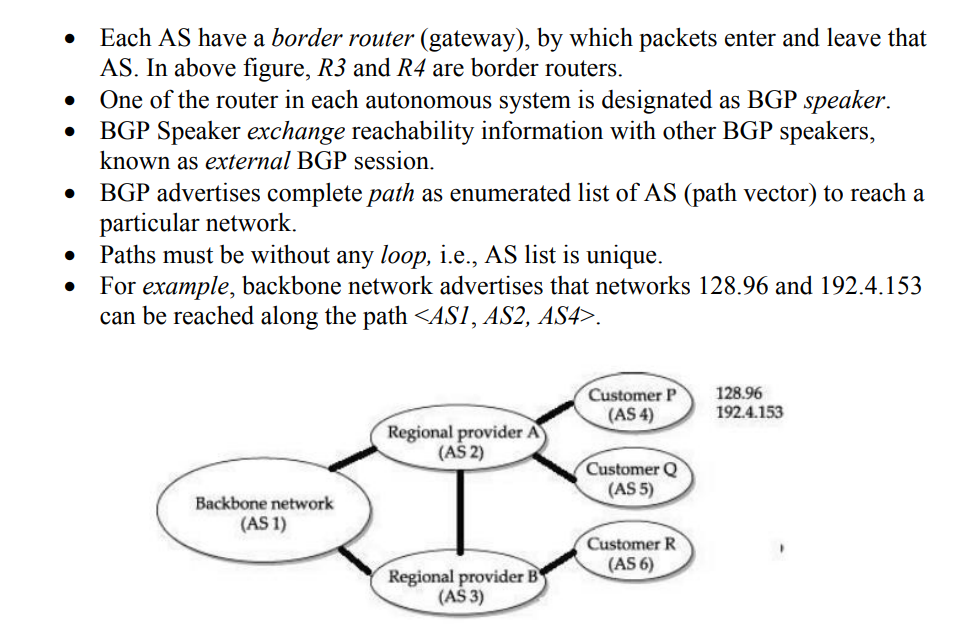 • Each AS have a border router (gateway), by which packets enter and leave that
AS. In above figure, R3 and R4 are border routers.
• One of the router in each autonomous system is designated as BGP speaker.
• BGP Speaker exchange reachability information with other BGP speakers,
known as external BGP session.
• BGP advertises complete path as enumerated list of AS (path vector) to reach a
particular network.
• Paths must be without any loop, i.e., AS list is unique.
• For example, backbone network advertises that networks 128.96 and 192.4.153
can be reached along the path <AS1, AS2, AS4>.
Customer P
(AS 4)
128.96
192.4.153
Regional provider A
(AS 2)
Customer Q
(AS 5)
Backbone network
(AS 1)
Customer R
(AS 6)
Regional provider B
(AS 3)